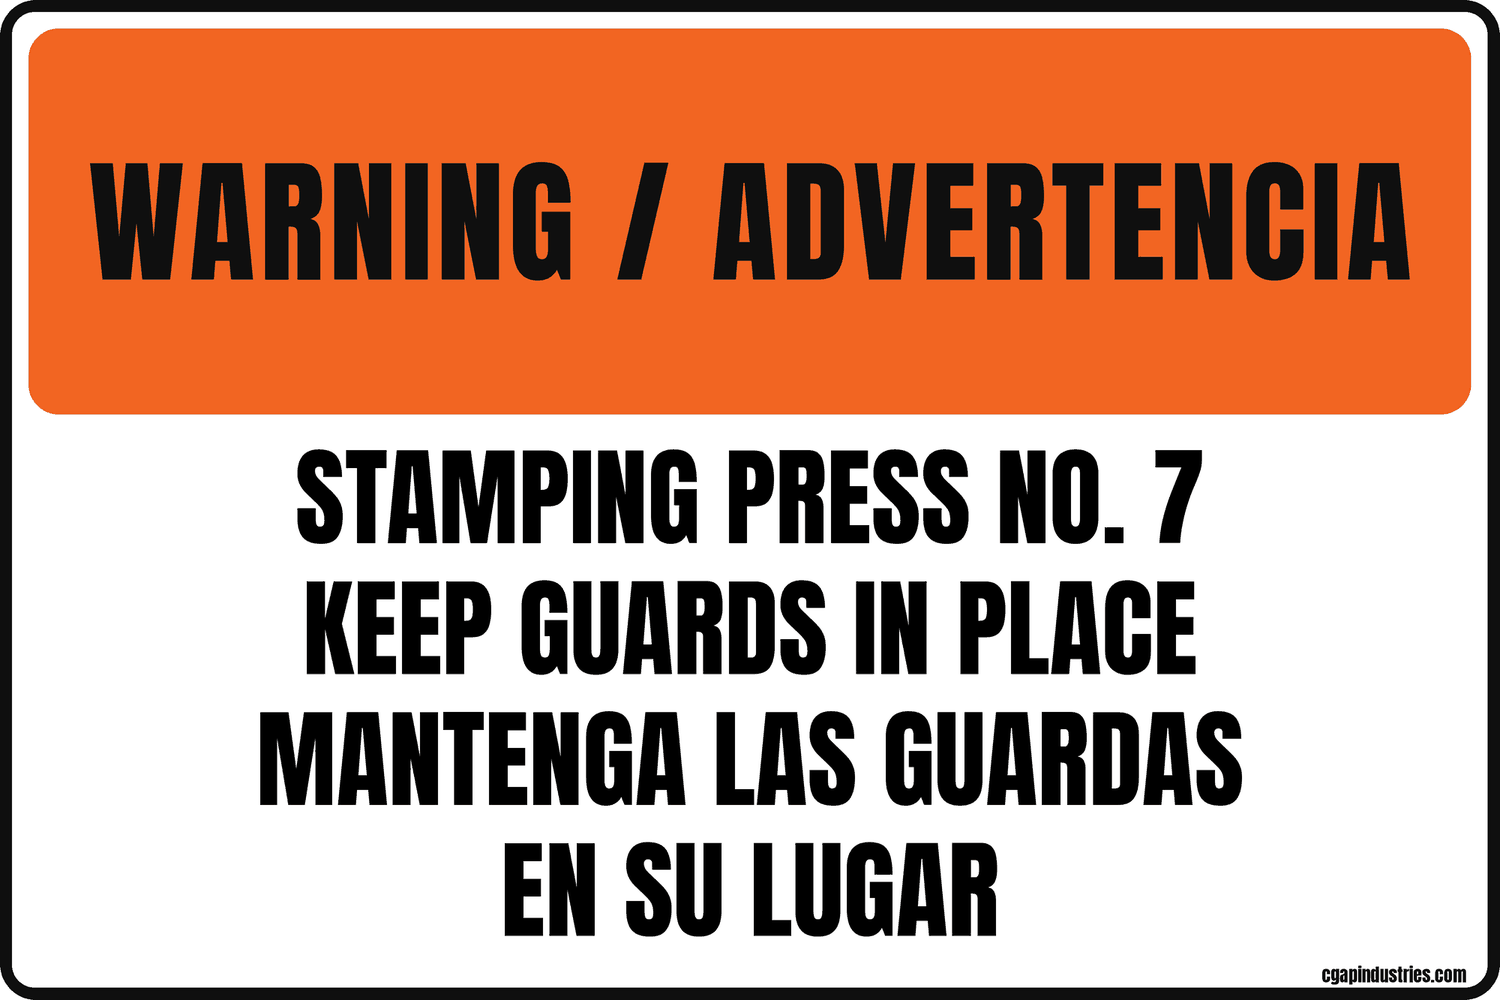 WARNING / ADVERTENCIA
STAMPING PRESS NO. 7
KEEP GUARDS IN PLACE
MANTENGA LAS GUARDAS
EN SU LUGAR
cgapindustries.com